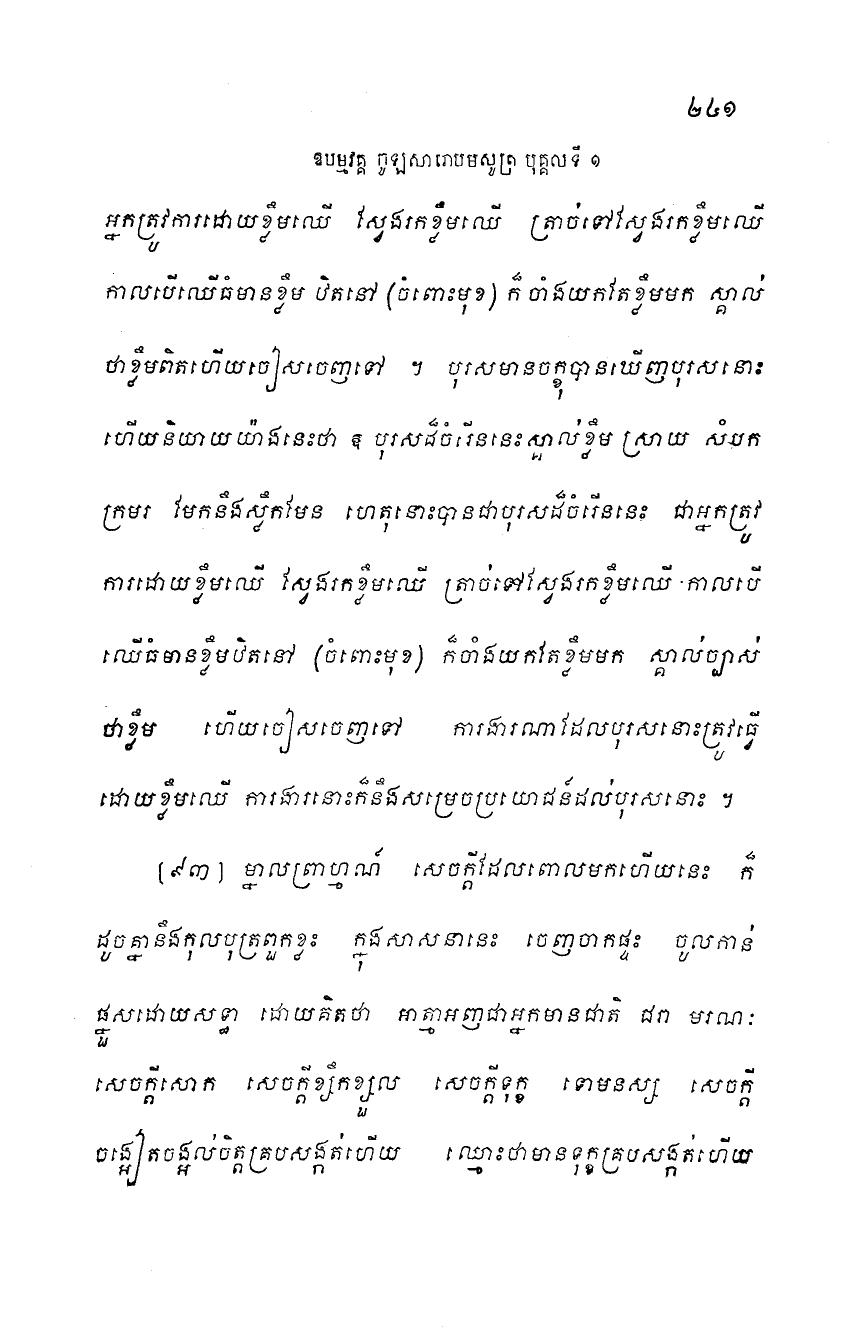 ២៤១
ឧបម្មវគ្គ ចូឡសារោបមសូត្រ បុគ្គលទី ១
អ្នកត្រូវការដោយខ្លឹមឈើ ស្វែងរកខ្លឹមឈើ ត្រាច់ទៅស្វែងរកខ្លឹមឈើ
កាលបើឈើធំមានខ្លឹម ឋិតនៅ (ចំពោះមុខ) ក៏ ចាំងយកតែខ្លឹមមក ស្គាល់
ថាខ្លឹមពិតហើយចៀសចេញទៅ ។ បុរសមានចក្ខុបានឃើញបុរសនោះ
ហើយនិយាយយ៉ាងនេះថា ឱ បុរសដ៏ចំរើននេះស្គាល់ខ្លឹម ស្រាយ សំបក
ក្រមរ មែកនឹងស្លឹកមែន ហេតុនោះបានជាបុរសដ៏ចំរើននេះ ជាអ្នកត្រូវ
ការដោយខ្លឹមឈើ ស្វែងរកខ្លឹមឈើ ត្រាច់ទៅស្វែងរកខ្លឹមឈើ កាលបើ
ឈើធំមានខ្លឹមឋិតនៅ (ចំពោះមុខ) ក៏ចាំងយកតែខ្លឹមមក ស្គាល់ច្បាស់
ថាខ្លឹម ហើយចៀសចេញទៅ ការងារណាដែលបុរសនោះត្រូវធ្វើ
ដោយខ្លឹមឈើ ការងារនោះក៏នឹងសម្រេចប្រយោជន៍ដល់បុរសនោះ ។
[៩៣] ម្នាលព្រាហ្មណ៍ សេចក្តីដែលពោលមកហើយនេះ ក៏
ដូចគ្នានឹងកុលបុត្រពួកខ្លះ ក្នុងសាសនានេះ ចេញចាកផ្ទះ ចូលកាន់
ផ្នួសដោយសទ្ធា ដោយគិតថា អាត្មាអញជាអ្នកមានជាតិ ជរា មរណៈ
សេចក្តីសោក សេចក្តីខ្សឹកខ្សួល សេចក្តីទុក្ខ ទោមនស្ស សេចក្តី
ចង្អៀតចង្អល់ចិត្តគ្របសង្កត់ហើយ ឈ្មោះថាមានទុក្ខគ្របសង្កត់ហើយ